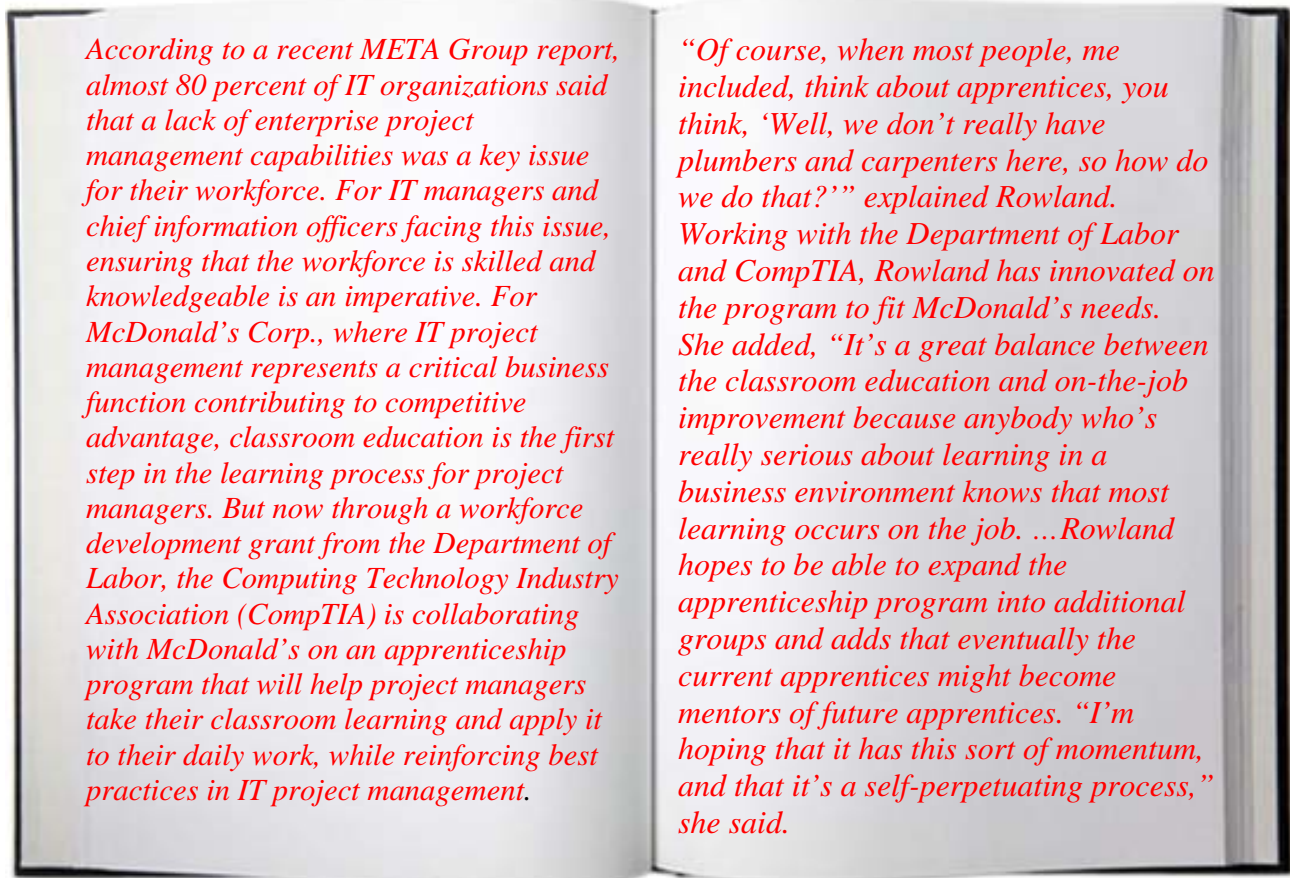 According to a recent META Group report,
almost 80 percent of IT organizations said
that a lack of enterprise project
management capabilities was a key issue
for their workforce. For IT managers and
chief information officers facing this issue,
ensuring that the workforce is skilled and
knowledgeable is an imperative. For
McDonald’s Corp., where IT project
management represents a critical business
function contributing to competitive
advantage, classroom education is the first
step in the learning process for project
managers. But now through a workforce
development grant from the Department of
Labor, the Computing Technology Industry
Association (CompTIA) is collaborating
with McDonald’s on an apprenticeship
program that will help project managers
take their classroom learning and apply it
to their daily work, while reinforcing best
practices in IT project management.
“Of course, when most people, me
included, think about apprentices, you
think, ‘Well, we don’t really have
plumbers and carpenters here, so how do
we do that?’” explained Rowland.
Working with the Department of Labor
and CompTIA, Rowland has innovated on
the program to fit McDonald’s needs.
She added, “It’s a great balance between
the classroom education and on-the-job
improvement because anybody who’s
really serious about learning in a
business environment knows that most
learning occurs on the job. …Rowland
hopes to be able to expand the
apprenticeship program into additional
groups and adds that eventually the
current apprentices might become
mentors of future apprentices. “I’m
hoping that it has this sort of momentum,
and that it’s a self-perpetuating process,”
she said.